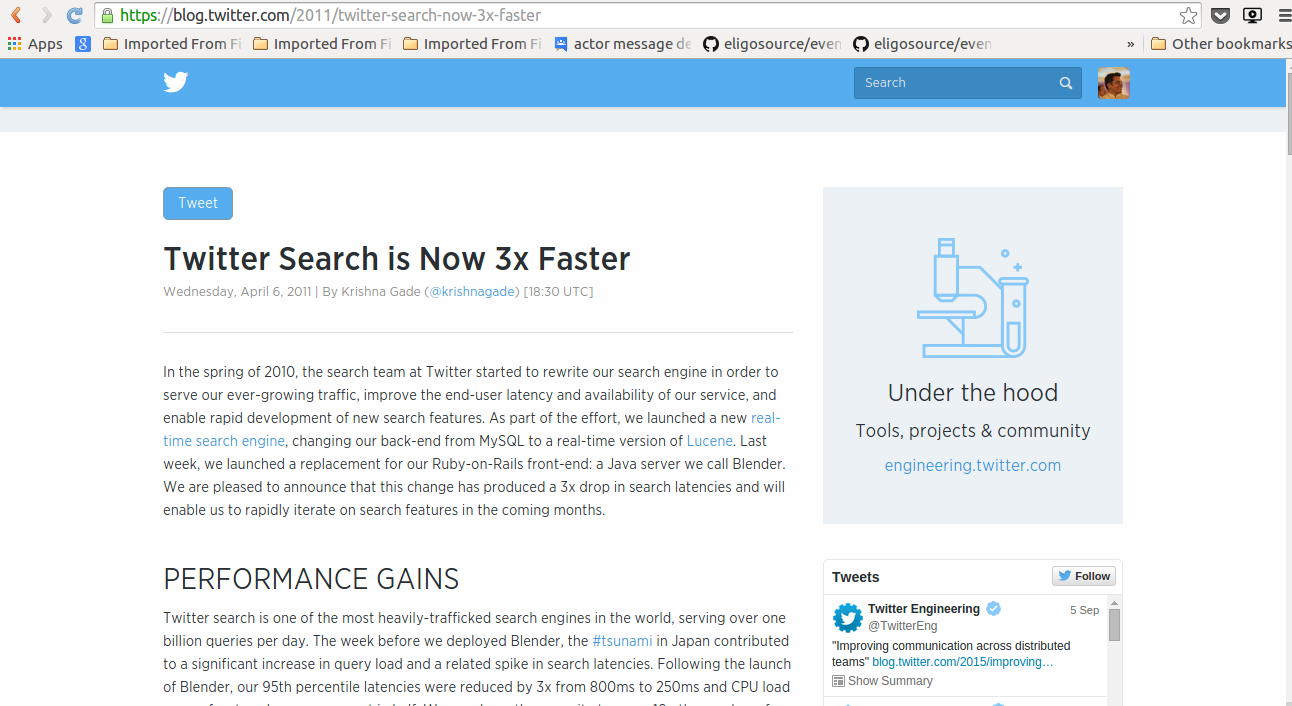 https://blog.twitter.com/2011/twitter-search-now-3x-faster
Apps
Imported From Fi
Imported From Fi
Imported From Fi
actor message de
eligosource/even
eligosource/even
»
Other bookmarks
Search
Tweet
Twitter Search is Now 3x Faster
Wednesday, April 6, 2011 | By Krishna Gade (@krishnagade) [18:30 UTC]
In the spring of 2010, the search team at Twitter started to rewrite our search engine in order to
serve our ever-growing traffic, improve the end-user latency and availability of our service, and
enable rapid development of new search features. As part of the effort, we launched a new real-
time search engine, changing our back-end from MySQL to a real-time version of Lucene. Last
week, we launched a replacement for our Ruby-on-Rails front-end: a Java server we call Blender.
We are pleased to announce that this change has produced a 3x drop in search latencies and will
enable us to rapidly iterate on search features in the coming months.
PERFORMANCE GAINS
Twitter search is one of the most heavily-trafficked search engines in the world, serving over one
billion queries per day. The week before we deployed Blender, the #tsunami in Japan contributed
to a significant increase in query load and a related spike in search latencies. Following the launch
of Blender, our 95th percentile latencies were reduced by 3x from 800ms to 250ms and CPU load
Under the hood
Tools, projects & community
engineering.twitter.com
Tweets
Follow
Twitter Engineering
5 Sep
@TwitterEng
"Improving communication across distributed
teams" blog.twitter.com/2015/improving…
Show Summary